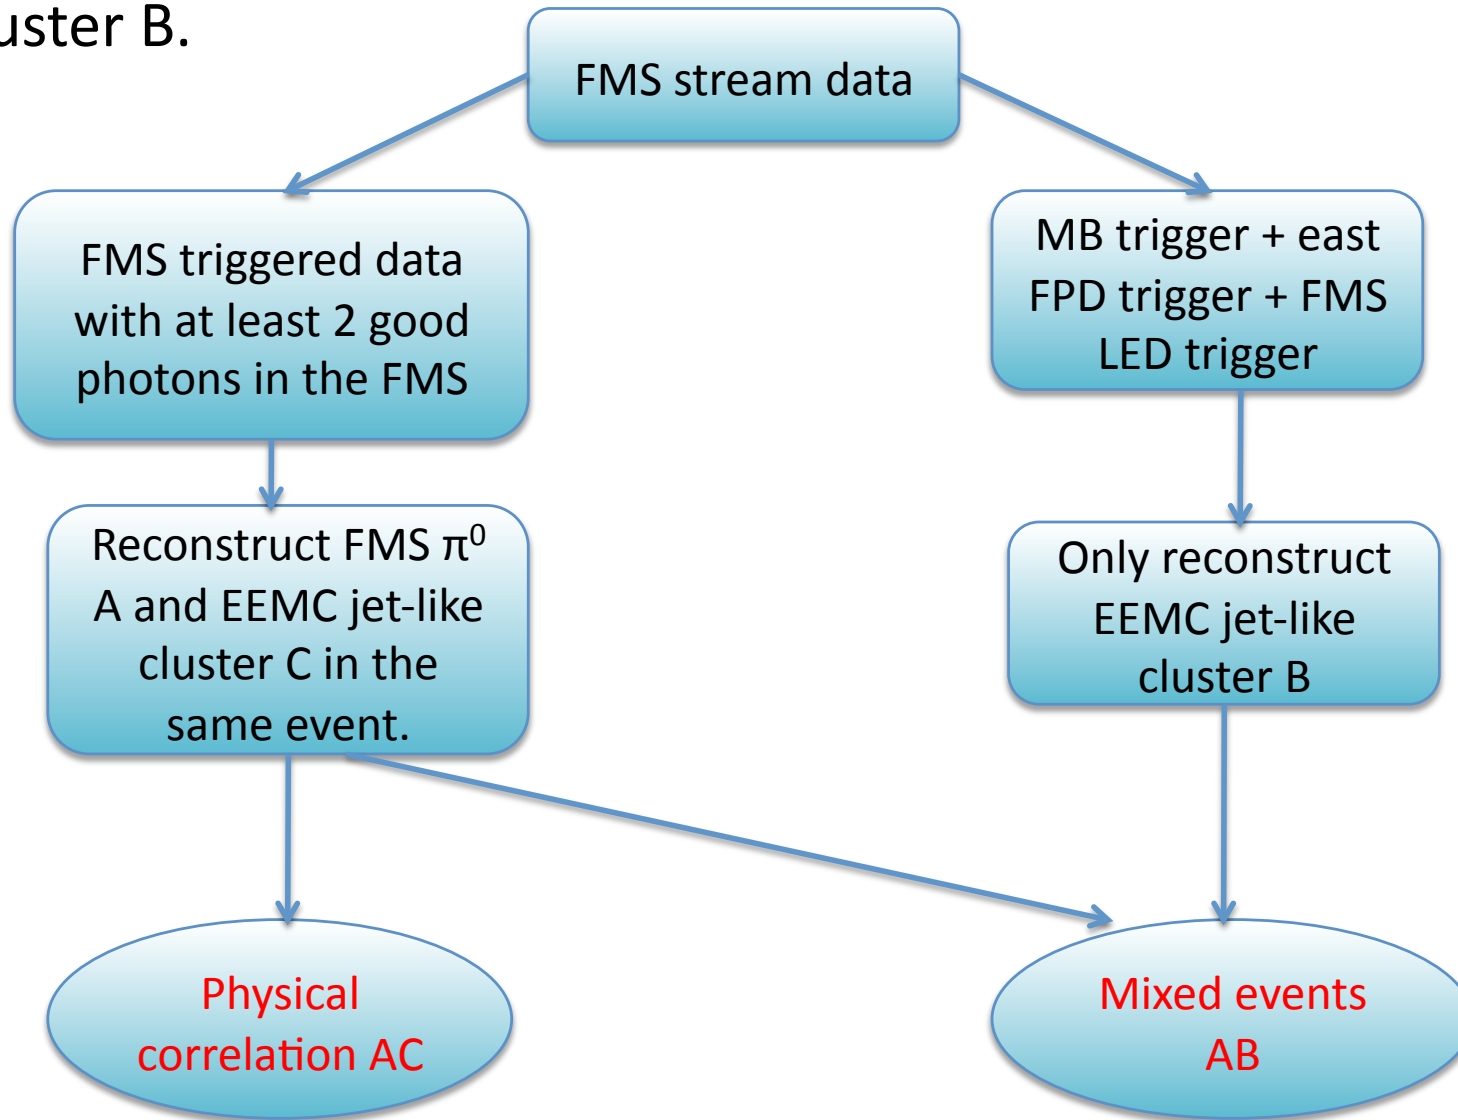 uster B.
FMS stream data
FMS triggered data
with at least 2 good
photons in the FMS
MB trigger + east
FPD trigger + FMS
LED trigger
Reconstruct FMS π⁰
A and EEMC jet-like
cluster C in the
same event.
Only reconstruct
EEMC jet-like
cluster B
Physical
correlation AC
Mixed events
AB